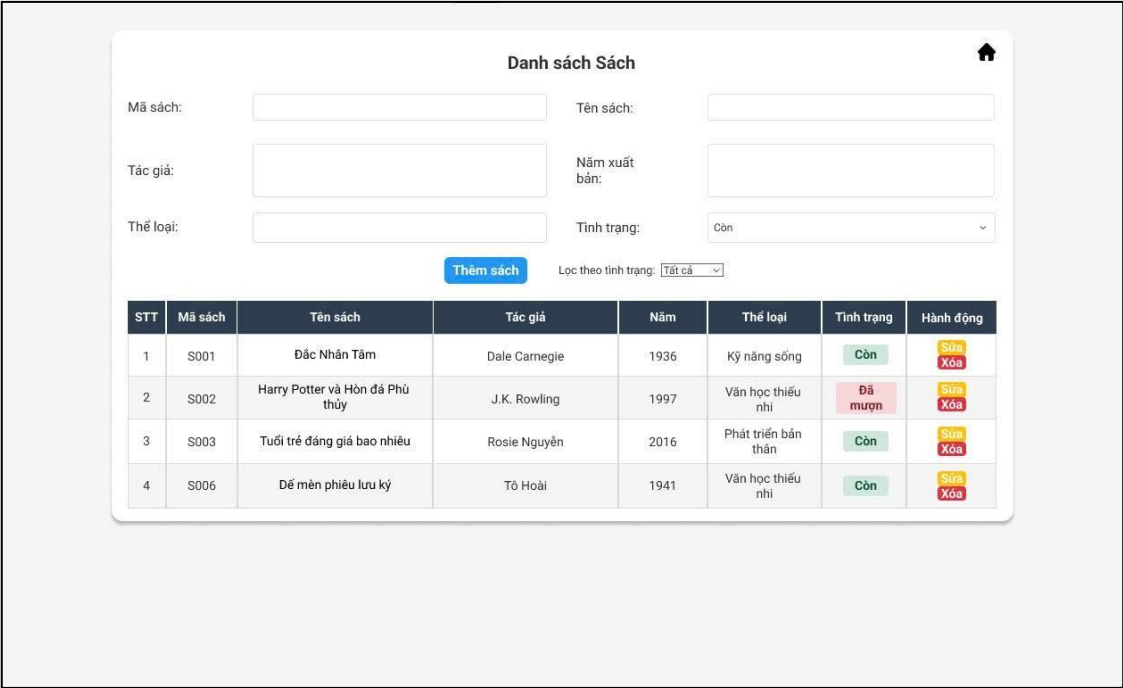 Danh sách Sách
Mã sách:
Tên sách:
Tác giả:
Năm xuất
bản:
Thể loại:
Tình trạng:
Còn
Thêm sách
Lọc theo tình trạng:
Tất cả
STT Mã sách Tên sách Tác giả Năm Thể loại Tình trạng Hành động
1 S001 Đắc Nhân Tâm Dale Carnegie 1936 Kỹ năng sống Còn Sửa
Xóa
2 S002 Harry Potter và Hòn đá Phù J.K. Rowling 1997 Văn học thiếu Đã Sửa
thủy nhi mượn Xóa
3 S003 Tuổi trẻ đáng giá bao nhiêu Rosie Nguyễn 2016 Phát triển bản Còn Sửa
thân Xóa
4 S006 Dế mèn phiêu lưu ký Tô Hoài 1941 Văn học thiếu Còn Sửa
nhi Xóa